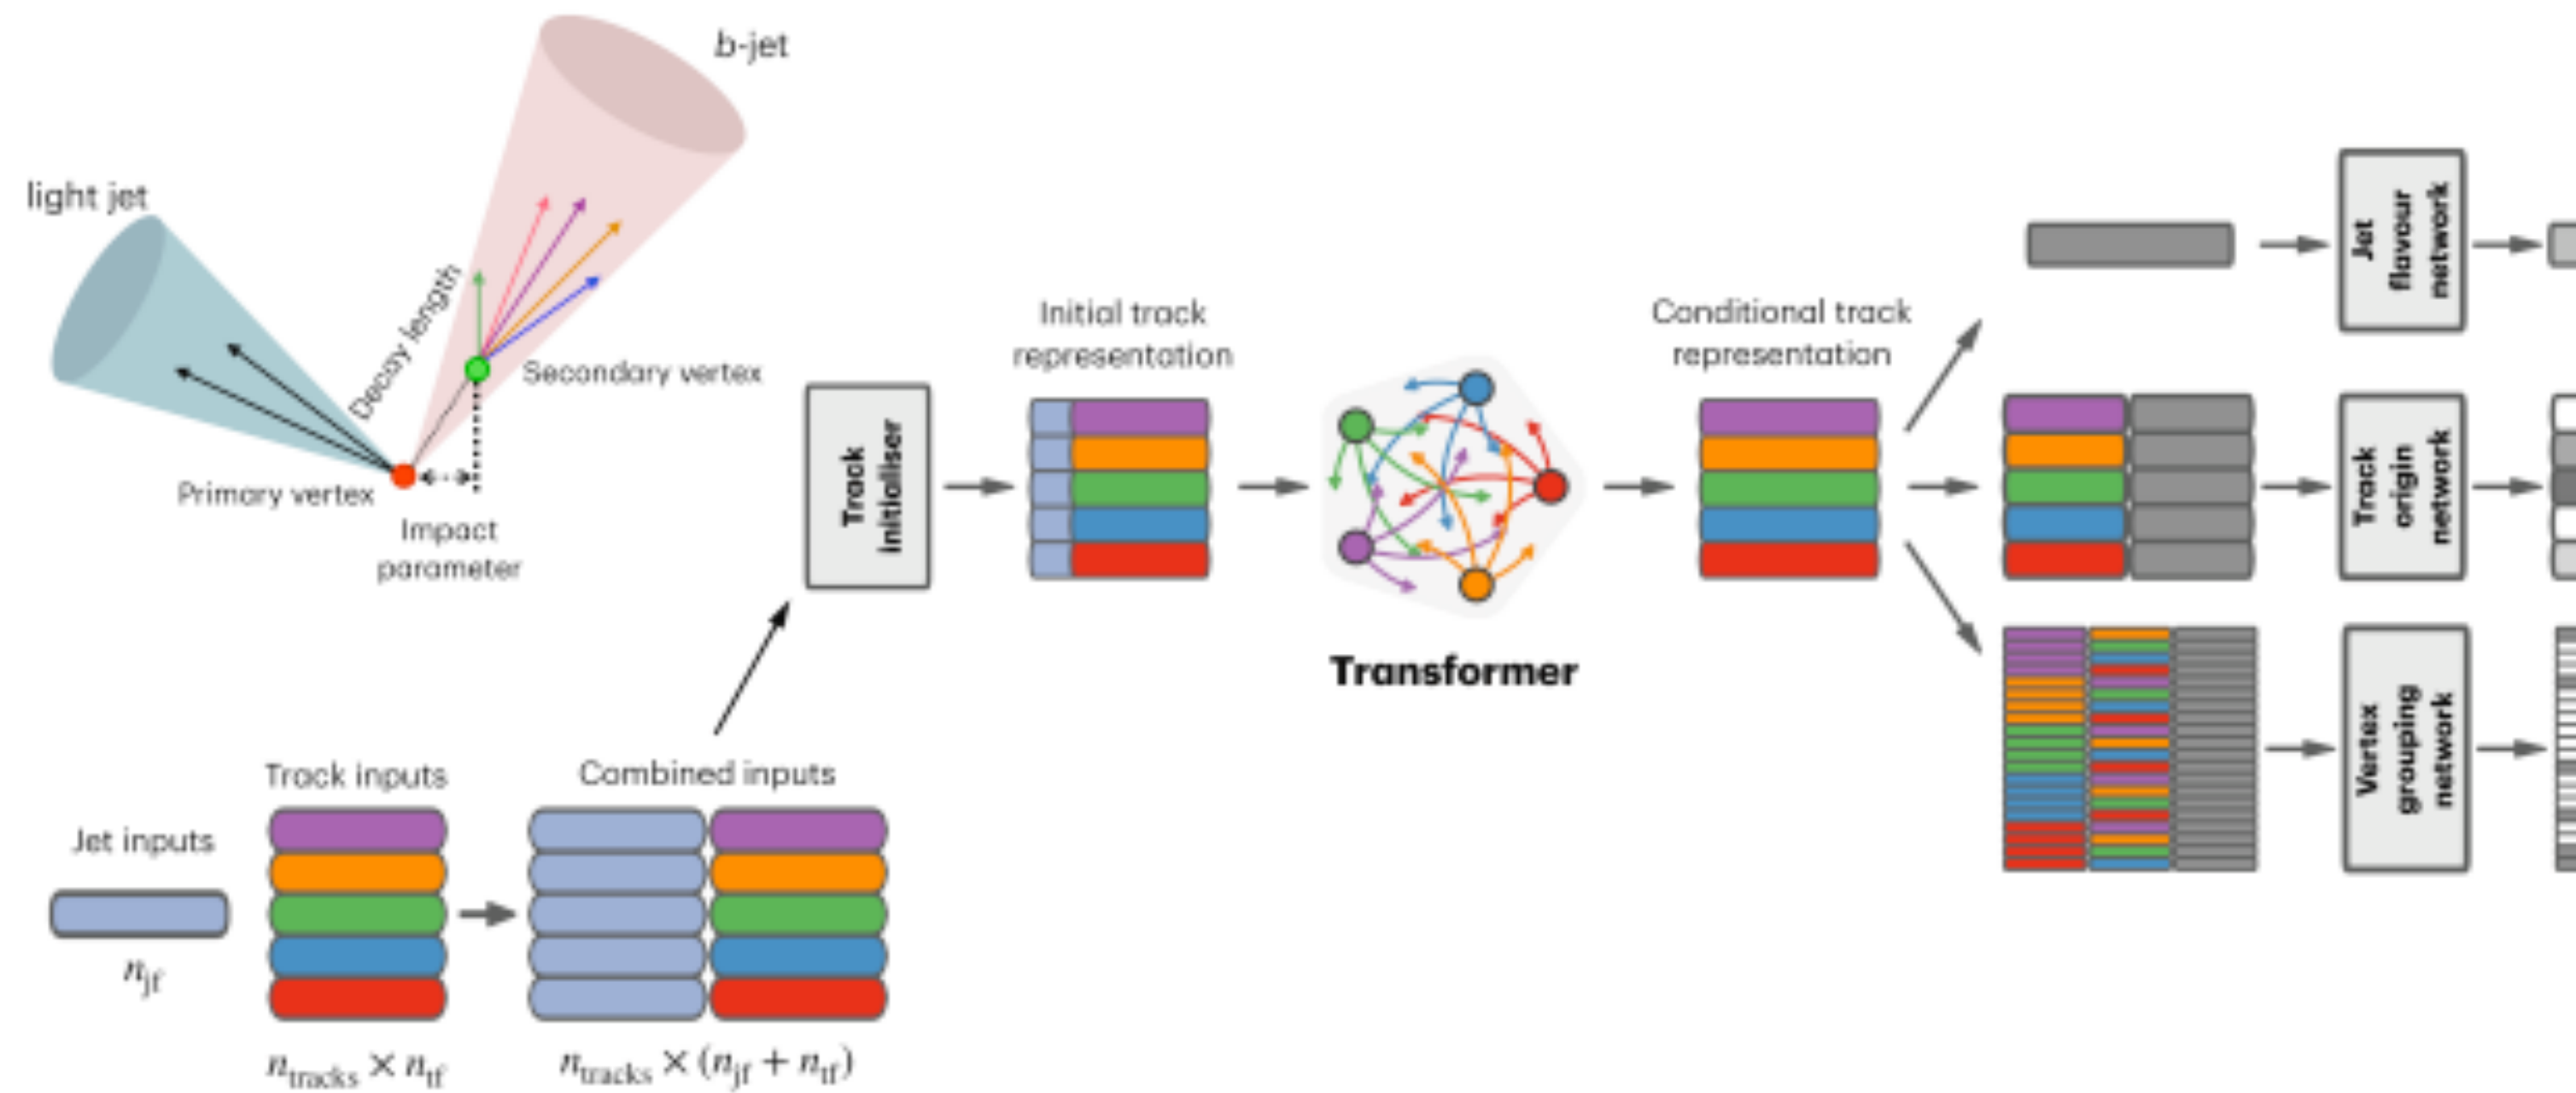 b-jet
light jet
Decay length
Secondary vertex
Primary vertex
Impact
parameter
Track
initialiser
Initial track
representation
Transformer
Conditional track
representation
Jet
flavour
network
Track
origin
network
Vertex
grouping
network
Jet inputs
n_jf
Track inputs
n_tracks × n_tf
Combined inputs
n_tracks × (n_jf + n_tf)